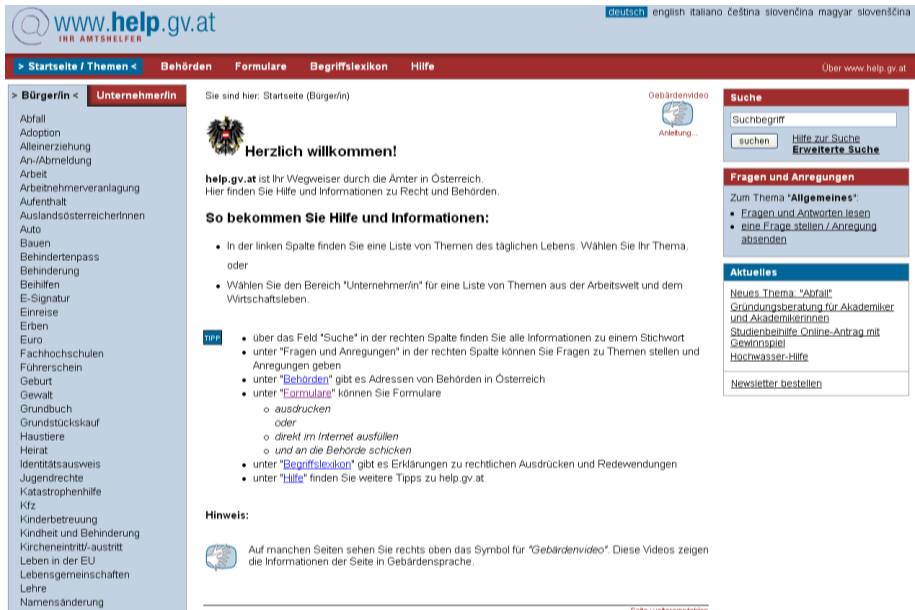 www.help.gv.at
IHR AMTSHELFER
deutsch english italiano čeština slovenčina magyar slovenščina
> Startseite / Themen < Behörden Formulare Begriffslexikon Hilfe
Über www.help.gv.at
> Bürger/in < Unternehmer/in
Abfall
Adoption
Alleinerziehung
An-/Abmeldung
Arbeit
Arbeitnehmerveranlagung
Aufenthalt
AuslandsösterreicherInnen
Auto
Bauen
Behindertenpass
Behinderung
Beihilfen
E-Signatur
Einreise
Erben
Euro
Fachhochschulen
Führerschein
Geburt
Gewalt
Grundbuch
Grundstückskauf
Haustiere
Heirat
Identitätsausweis
Jugendrechte
Katastrophenhilfe
Kfz
Kinderbetreuung
Kindheit und Behinderung
Kircheneintritt/-austritt
Leben in der EU
Lebensgemeinschaften
Lehre
Namensänderung
Sie sind hier: Startseite (Bürger/in)
Gebärdenvideo
Anleitung...
Herzlich willkommen!
help.gv.at ist Ihr Wegweiser durch die Ämter in Österreich.
Hier finden Sie Hilfe und Informationen zu Recht und Behörden.
So bekommen Sie Hilfe und Informationen:
• In der linken Spalte finden Sie eine Liste von Themen des täglichen Lebens. Wählen Sie Ihr Thema.
oder
• Wählen Sie den Bereich "Unternehmer/in" für eine Liste von Themen aus der Arbeitswelt und dem
Wirtschaftsleben.
TIPP
• über das Feld "Suche" in der rechten Spalte finden Sie alle Informationen zu einem Stichwort
• unter "Fragen und Anregungen" in der rechten Spalte können Sie Fragen zu Themen stellen und
Anregungen geben
• unter "Behörden" gibt es Adressen von Behörden in Österreich
• unter "Formulare" können Sie Formulare
o ausdrucken
oder
o direkt im Internet ausfüllen
o und an die Behörde schicken
• unter "Begriffslexikon" gibt es Erklärungen zu rechtlichen Ausdrücken und Redewendungen
• unter "Hilfe" finden Sie weitere Tipps zu help.gv.at
Hinweis:
Auf manchen Seiten sehen Sie rechts oben das Symbol für "Gebärdenvideo". Diese Videos zeigen
die Informationen der Seite in Gebärdensprache.
Suche
Suchbegriff
suchen
Hilfe zur Suche
Erweiterte Suche
Fragen und Anregungen
Zum Thema "Allgemeines":
• Fragen und Antworten lesen
• eine Frage stellen / Anregung
absenden
Aktuelles
Neues Thema: "Abfall"
Gründungsberatung für Akademiker
und Akademikerinnen
Studienbeihilfe Online-Antrag mit
Gewinnspiel
Hochwasser-Hilfe
Newsletter bestellen